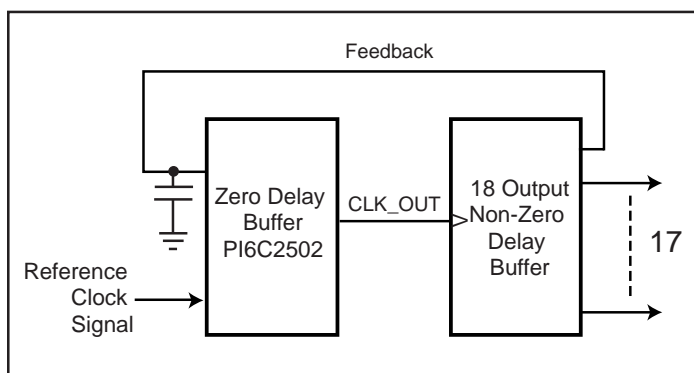 Feedback
Zero Delay
Buffer
PI6C2502
CLK_OUT
18 Output
Non-Zero
Delay
Buffer
17
Reference
Clock
Signal